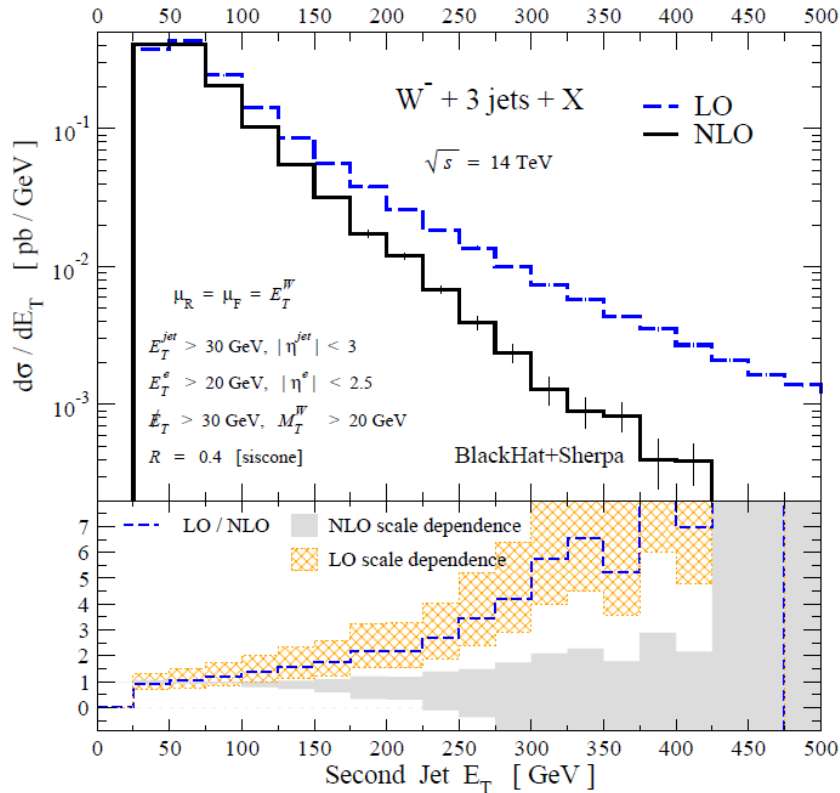 0 50 100 150 200 250 300 350 400 450 500
W⁻ + 3 jets + X
LO
NLO
√s = 14 TeV
10⁻¹
10⁻²
10⁻³
dσ / dE_T [ pb / GeV ]
μ_R = μ_F = E_T^W
E_T^jet > 30 GeV, | η^jet | < 3
E_T^e > 20 GeV, | η^e | < 2.5
E̸_T > 30 GeV, M_T^W > 20 GeV
R = 0.4 [siscone]
BlackHat+Sherpa
LO / NLO
NLO scale dependence
LO scale dependence
7
6
5
4
3
2
1
0
0 50 100 150 200 250 300 350 400 450 500
Second Jet E_T [ GeV ]